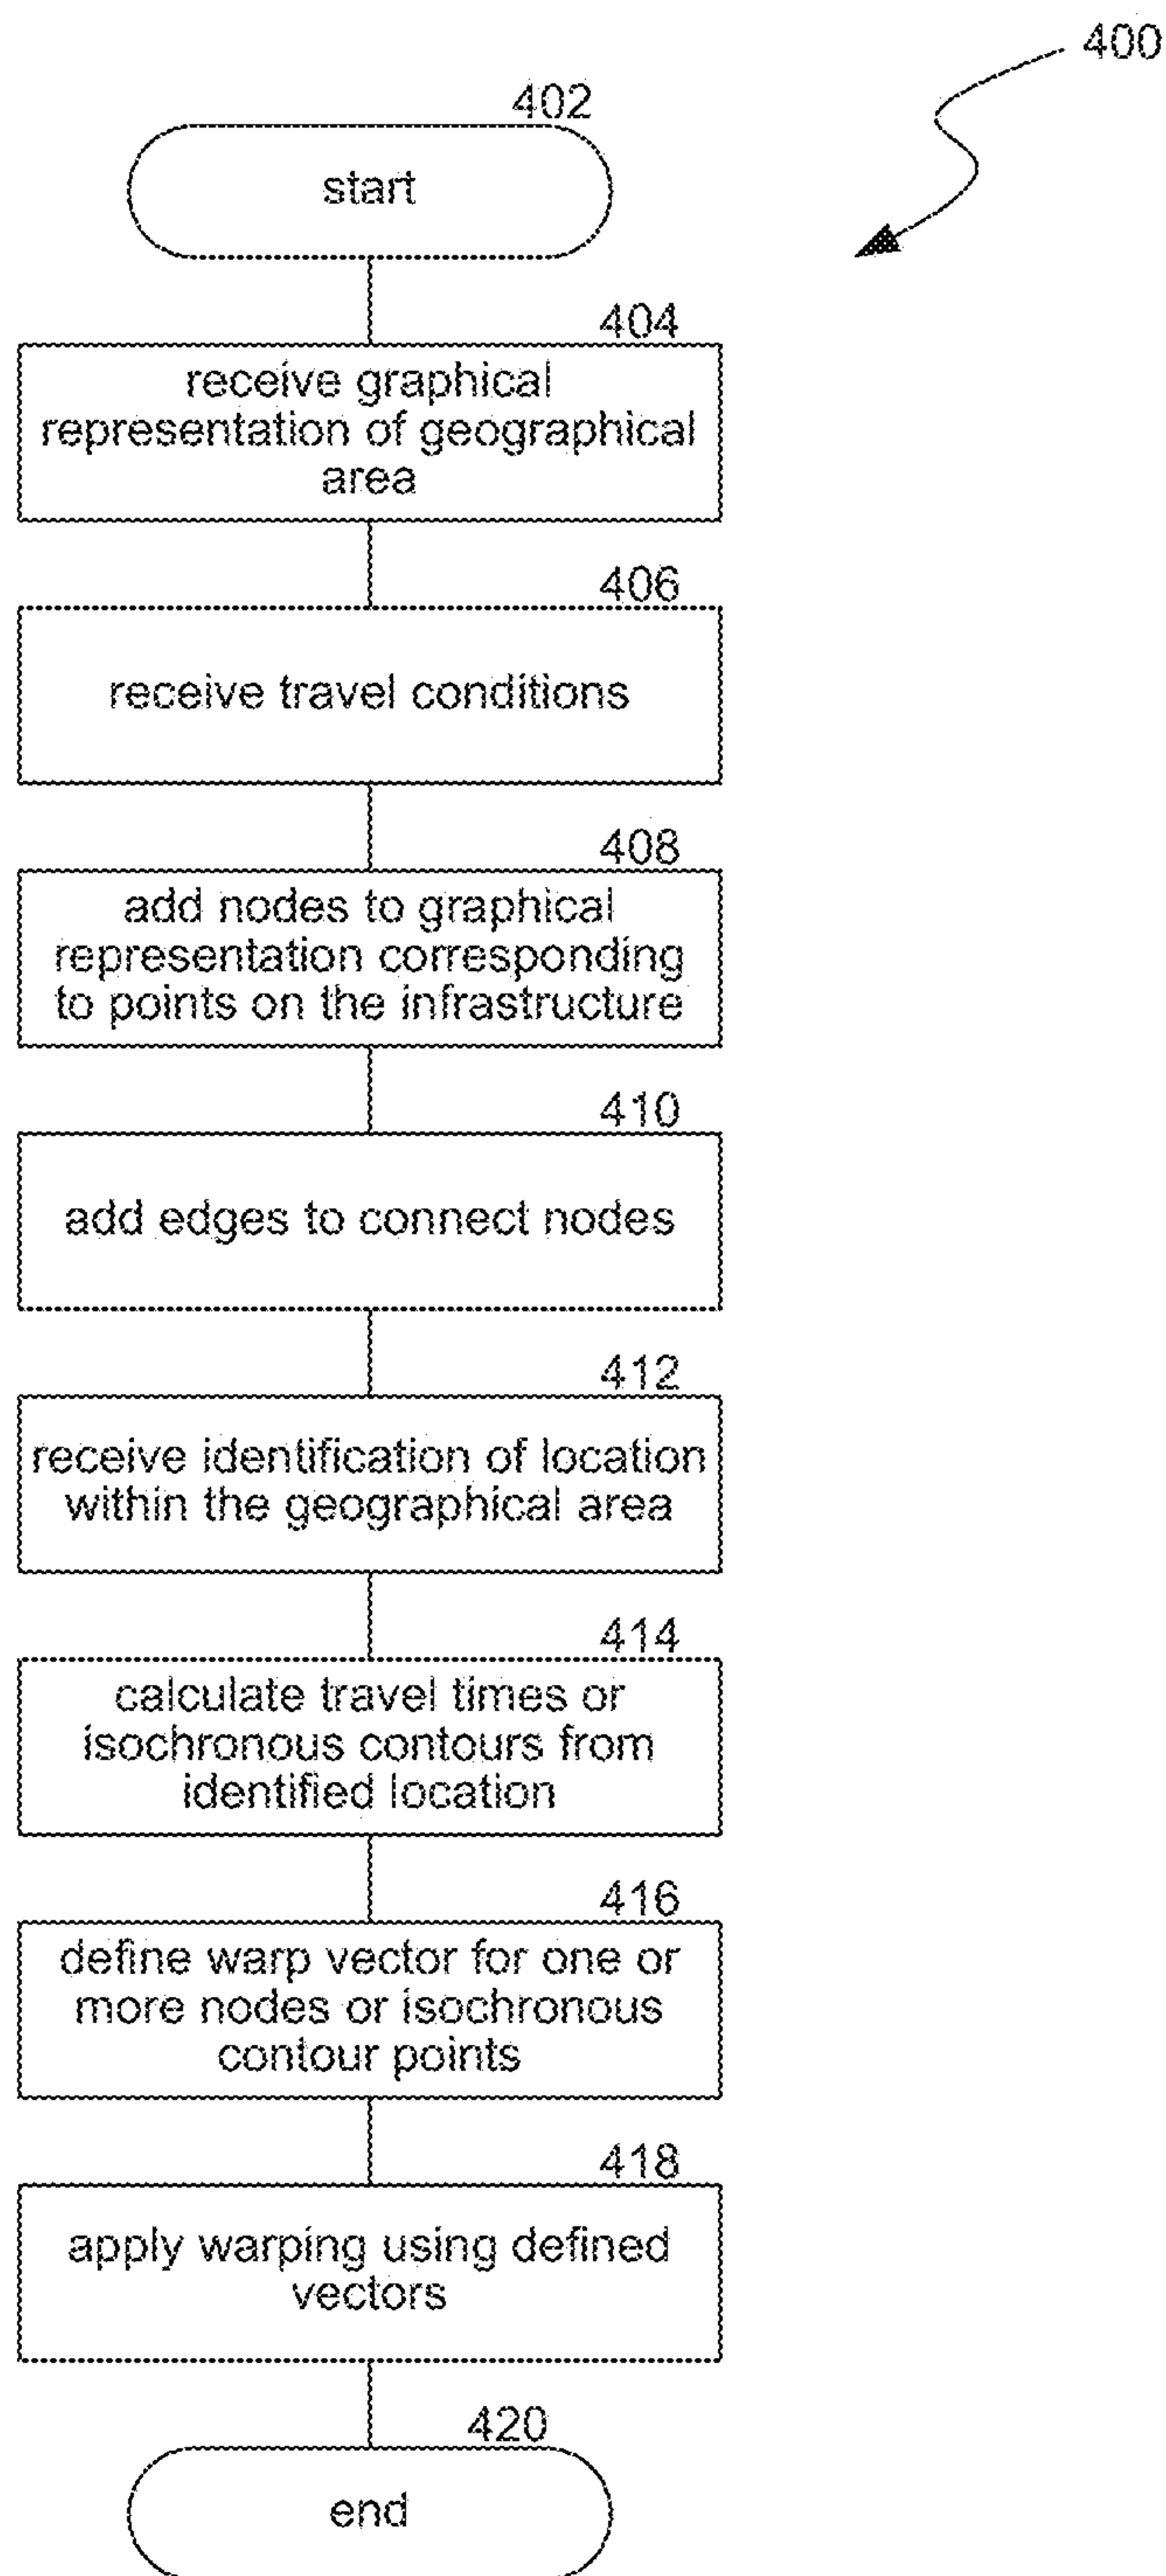 400
402
start
404
receive graphical
representation of geographical
area
406
receive travel conditions
408
add nodes to graphical
representation corresponding
to points on the infrastructure
410
add edges to connect nodes
412
receive identification of location
within the geographical area
414
calculate travel times or
isochronous contours from
identified location
416
define warp vector for one or
more nodes or isochronous
contour points
418
apply warping using defined
vectors
420
end